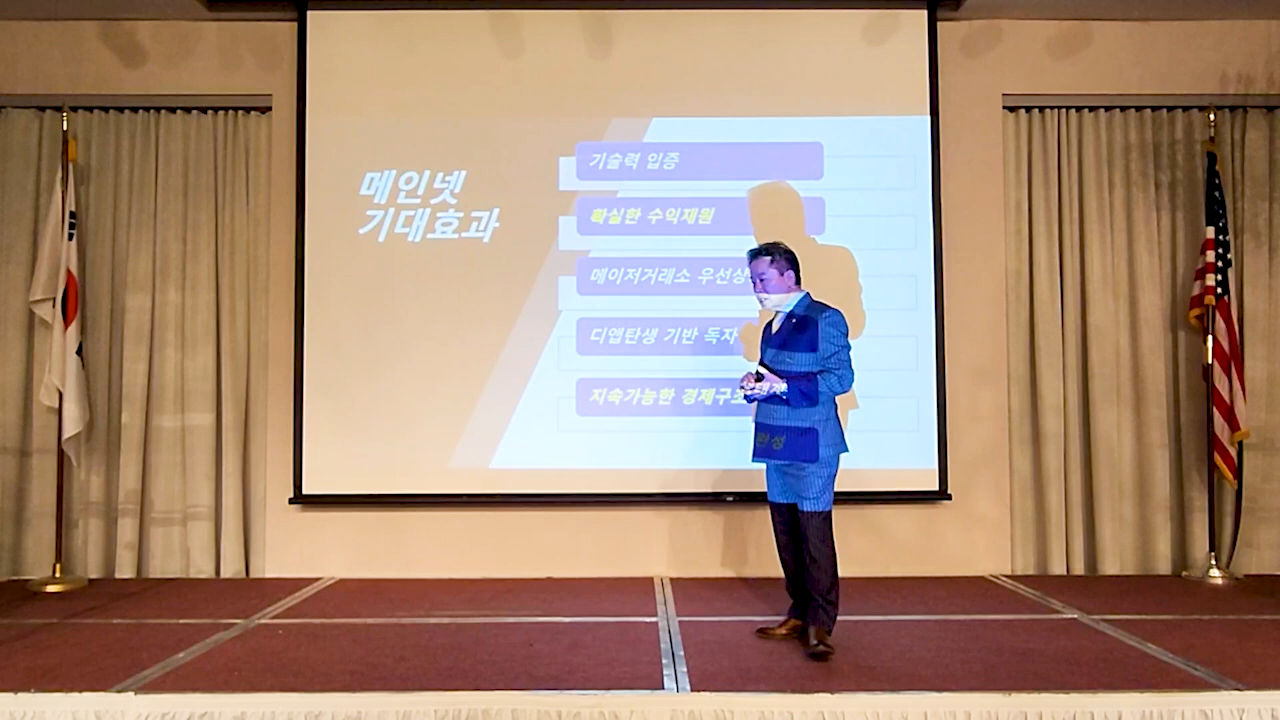 메인넷
기대효과
기술력 입증
확실한 수익재원
메이저거래소 우선상
디앱탄생 기반 독자
지속가능한 경제구조
완성